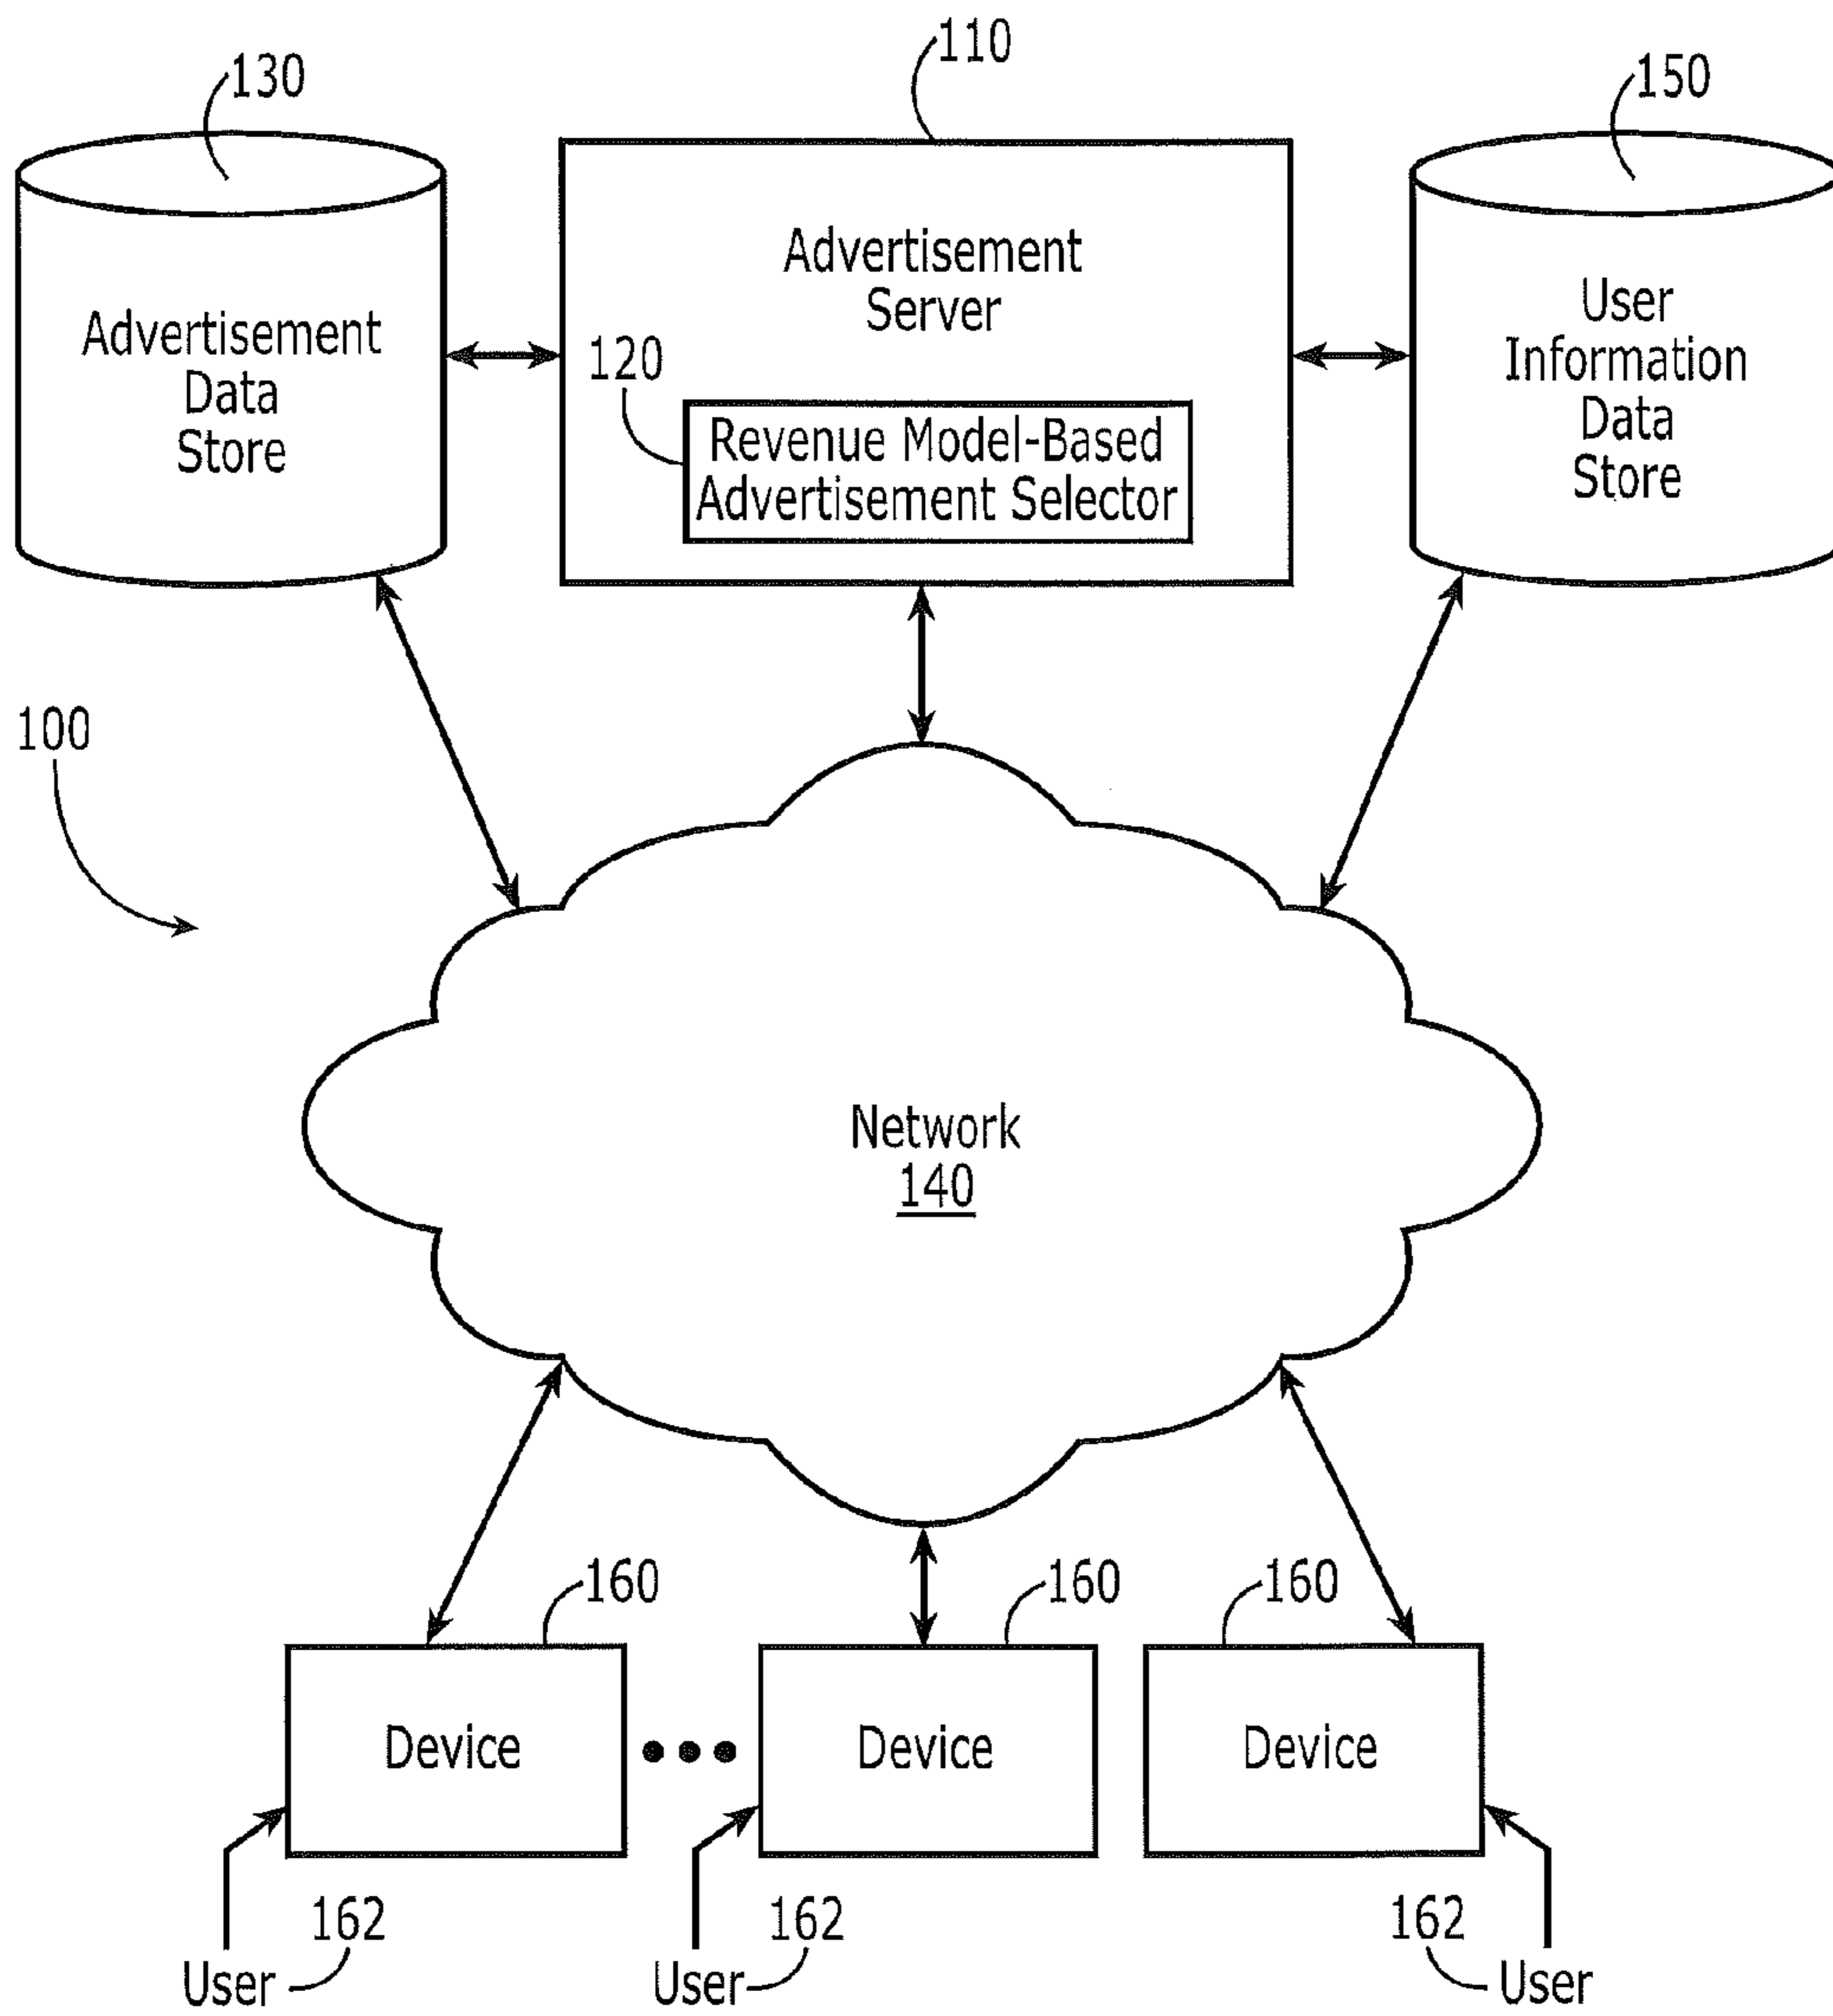 110
130
150
Advertisement
Server
Advertisement
Data
Store
User
Information
Data
Store
120
Revenue Model-Based
Advertisement Selector
100
Network
140
160
160
160
Device
Device
Device
162
162
162
User
User
User